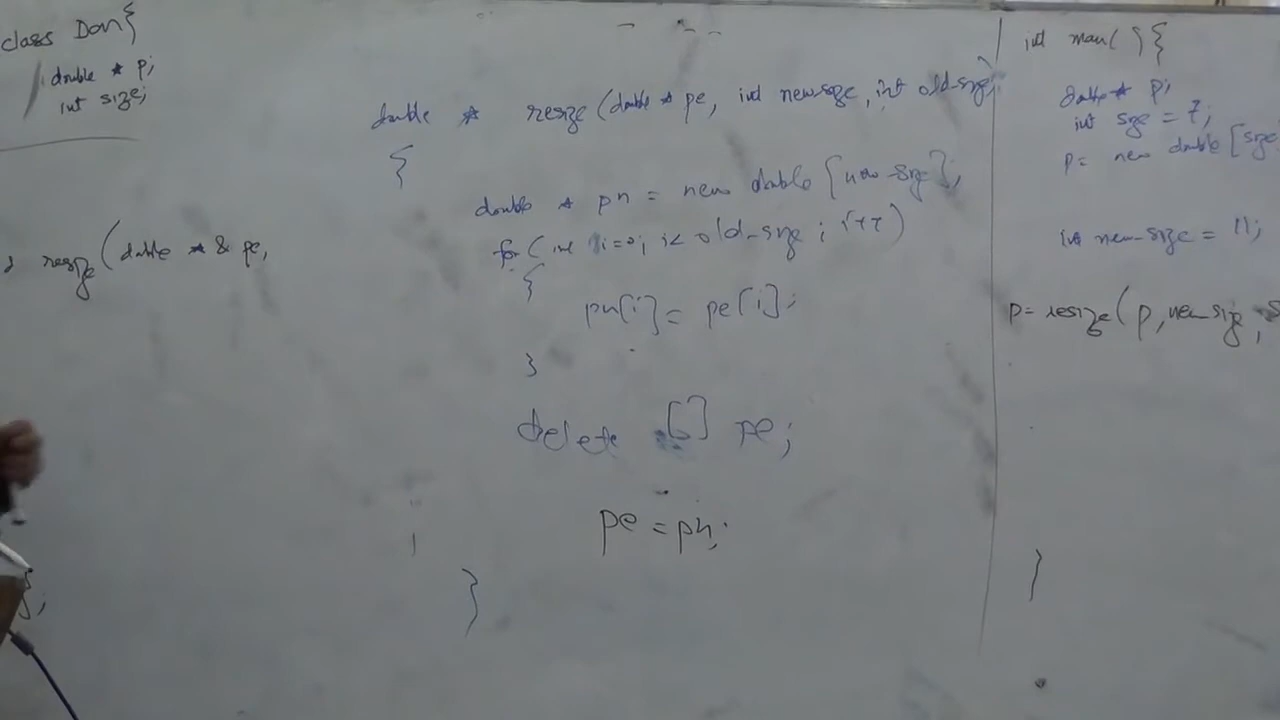 class Don{
double * p;
int size;
resize(double * & pe,
double * resize(double * pe, int newsize, int old_size;
{
double * pn = new double [new_size];
for (int i=0; i< old_size ; i++)
{
pn[i] = pe[i];
}
delete [] pe;
pe = pn;
}
};
int main( ) {
double * p;
int size = 7;
p = new double [size
int new_size = 11;
p = resize( p, new_size, s
}